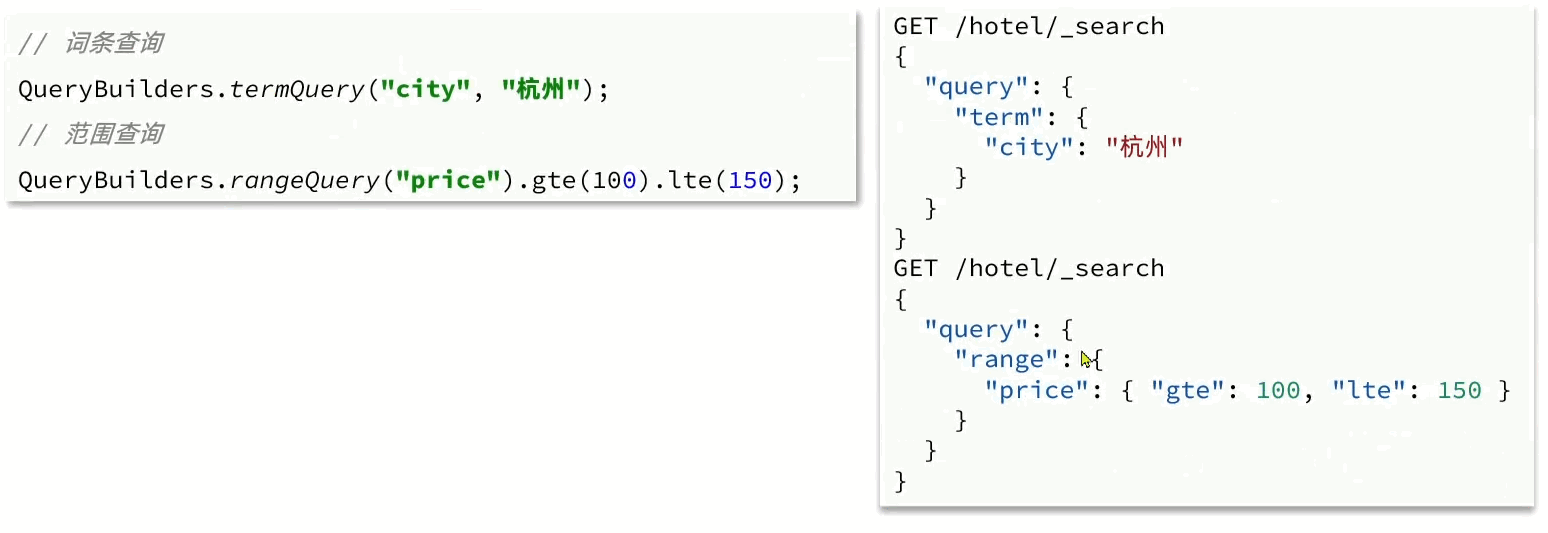 // 词条查询
QueryBuilders.termQuery("city", "杭州");
// 范围查询
QueryBuilders.rangeQuery("price").gte(100).lte(150);
GET /hotel/_search
{
  "query": {
    "term": {
      "city": "杭州"
    }
  }
}
GET /hotel/_search
{
  "query": {
    "range": {
      "price": { "gte": 100, "lte": 150 }
    }
  }
}